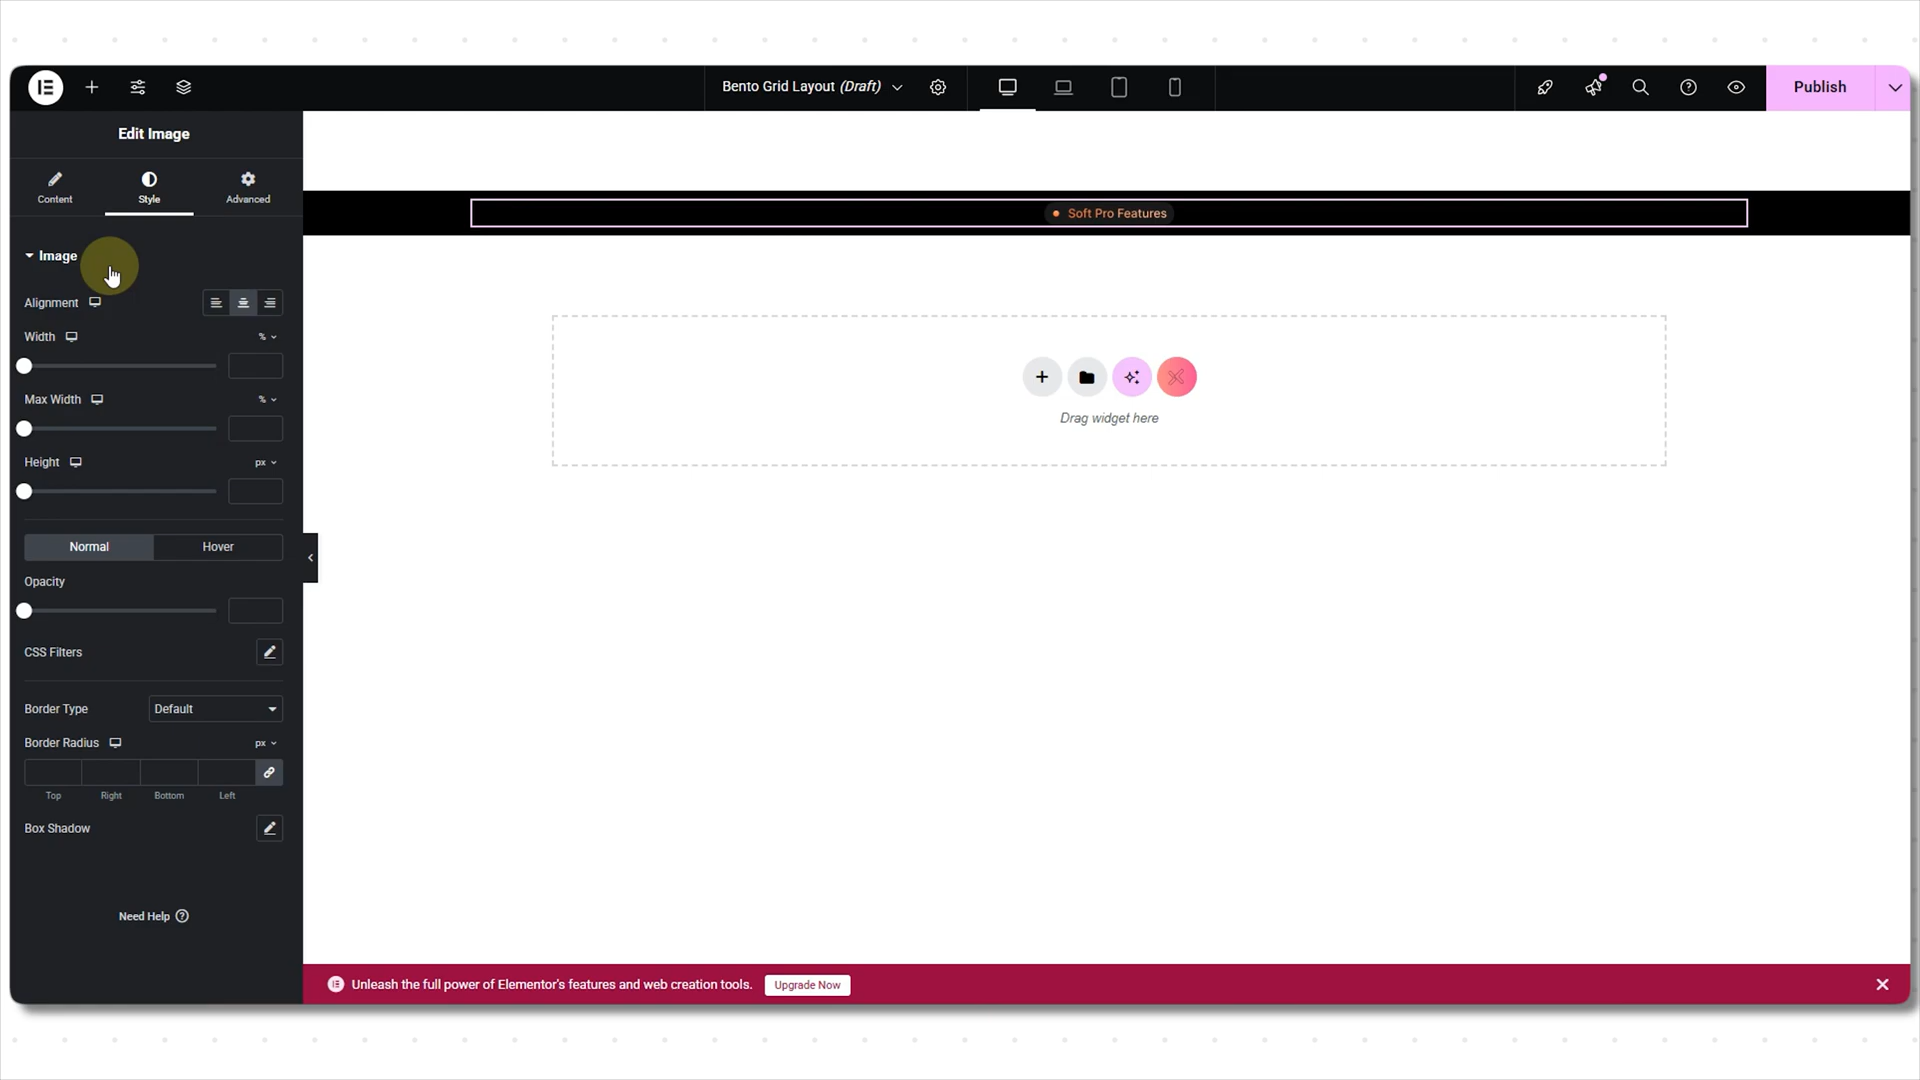 Bento Grid Layout (Draft)
Publish
Edit Image
Content
Style
Advanced
Soft Pro Features
Image
Alignment
Width
%
Max Width
%
Drag widget here
Height
px
Normal
Hover
Opacity
CSS Filters
Border Type
Default
Border Radius
px
Top
Right
Bottom
Left
Box Shadow
Need Help
Unleash the full power of Elementor's features and web creation tools.
Upgrade Now